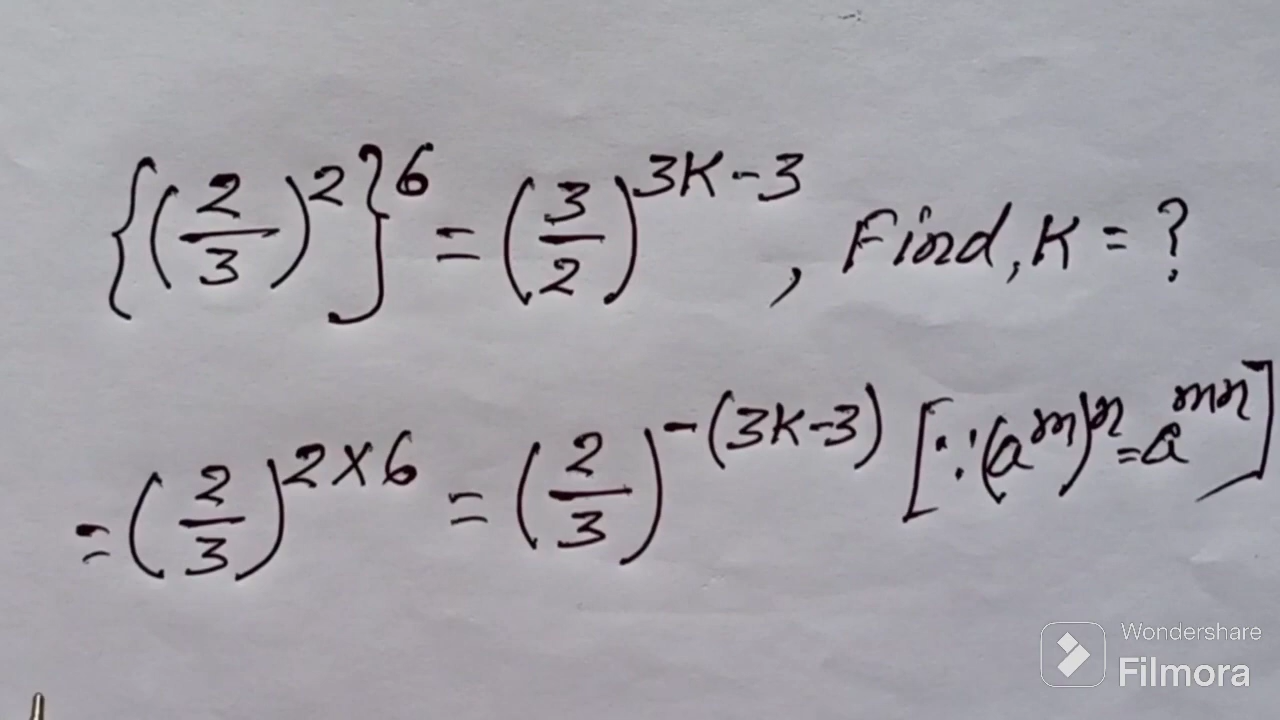 {(2/3)^2}^6 = (3/2)^(3K-3), Find, K = ?
= (2/3)^(2×6) = (2/3)^(-(3K-3)) [∵ (a^m)^n = a^(mn)]
Wondershare
Filmora